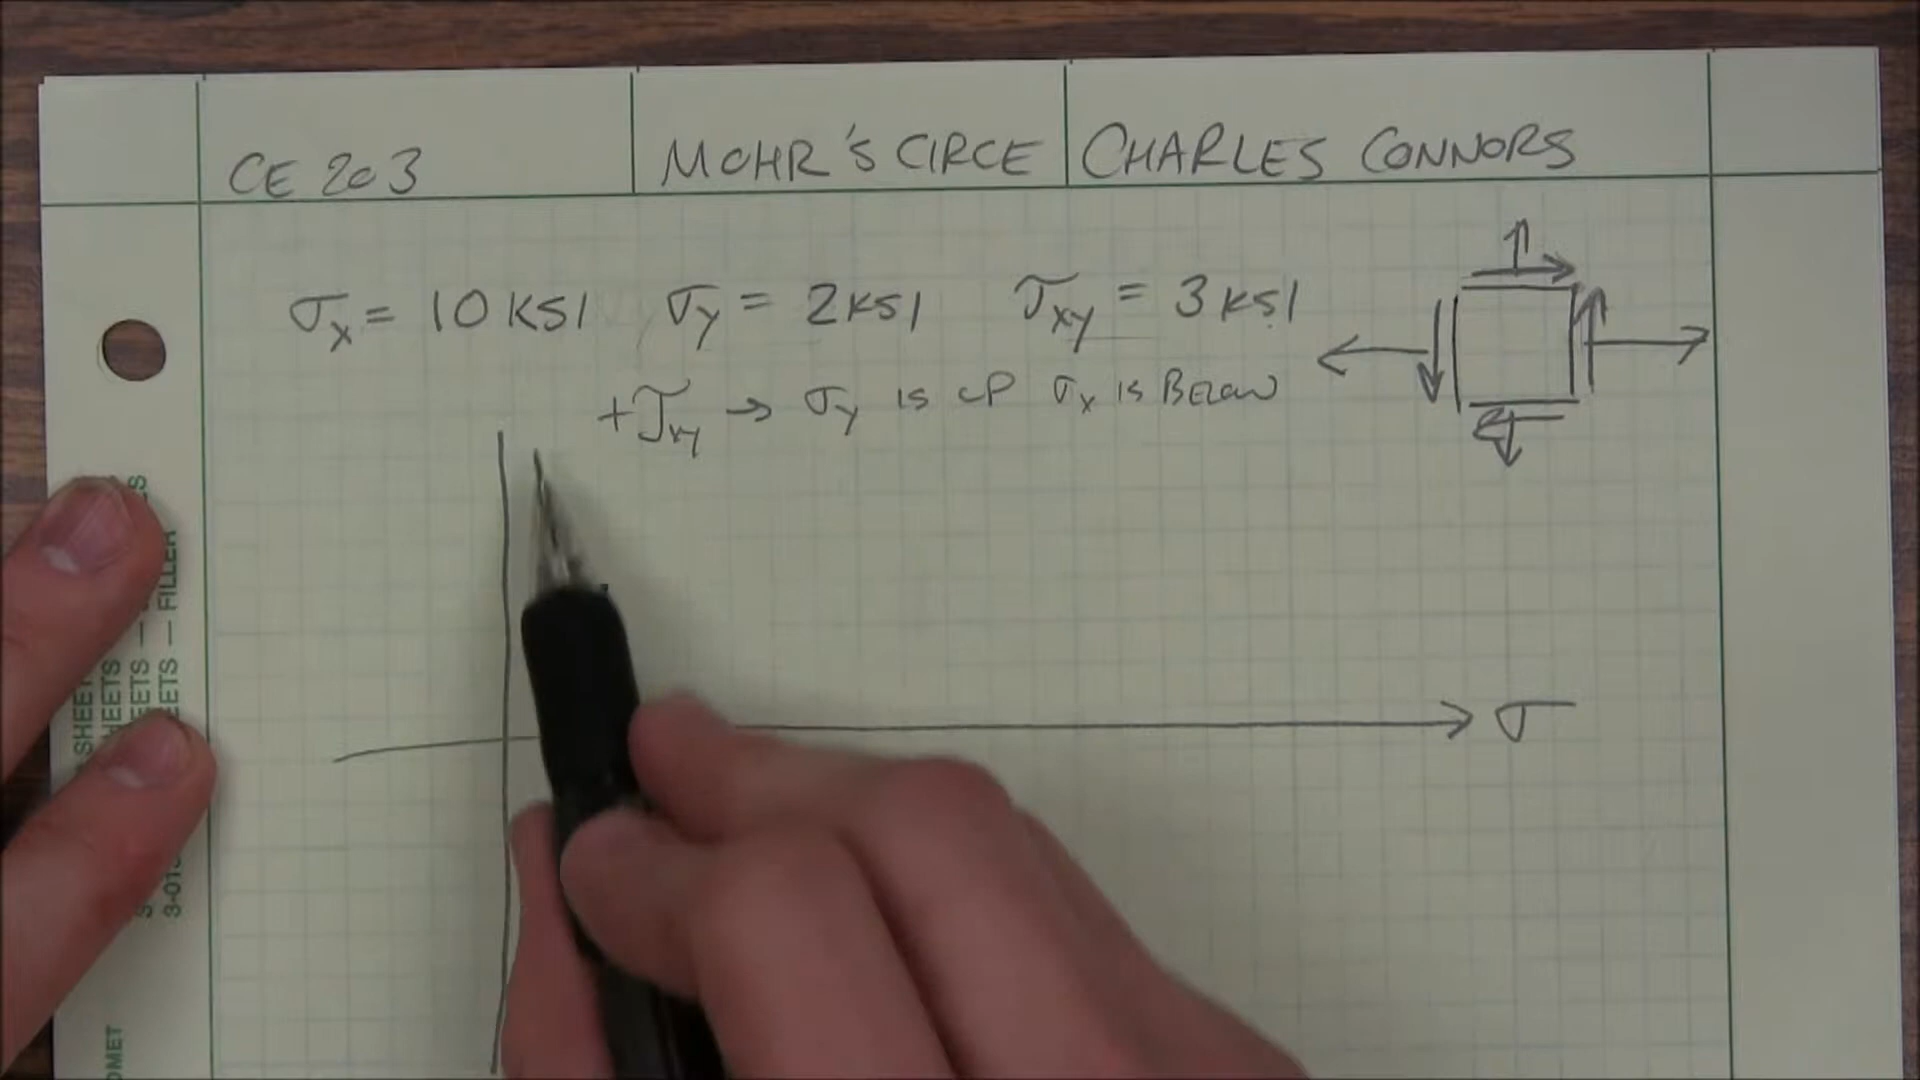 CE 203 MOHR'S CIRCE CHARLES CONNORS
σx = 10 KSI σy = 2 KSI τxy = 3 KSI
+τxy → σy is UP σx is Below
σ